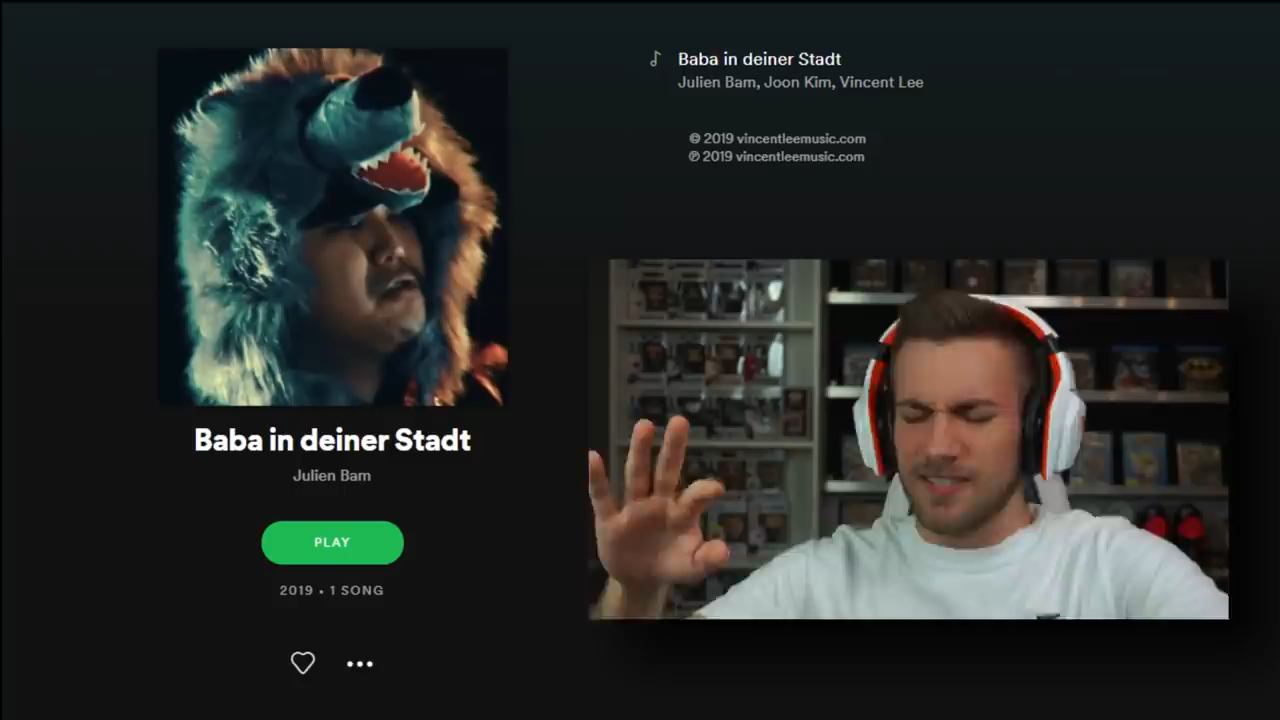 Baba in deiner Stadt
Julien Bam
PLAY
2019 • 1 SONG
Baba in deiner Stadt
Julien Bam, Joon Kim, Vincent Lee
© 2019 vincentleemusic.com
℗ 2019 vincentleemusic.com